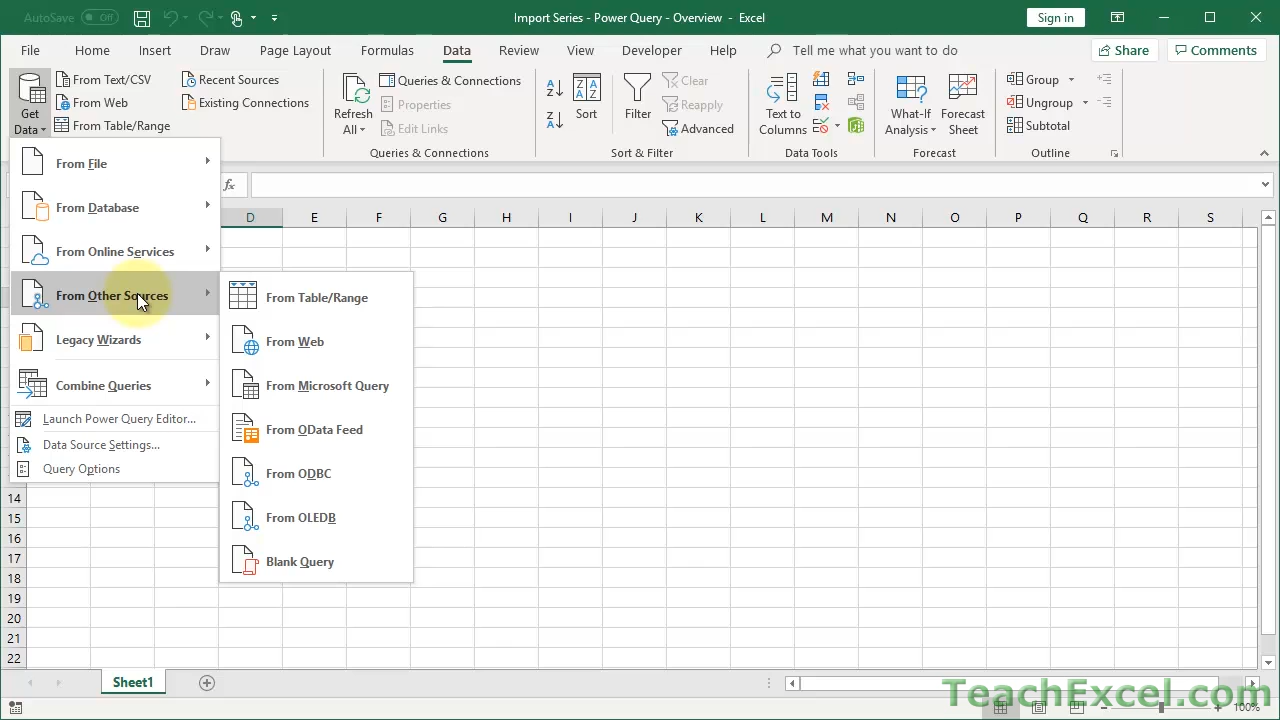 AutoSave Off Import Series - Power Query - Overview - Excel Sign in
File Home Insert Draw Page Layout Formulas Data Review View Developer Help Tell me what you want to do Share Comments
Get Data
From Text/CSV
From Web
From Table/Range
Recent Sources
Existing Connections
Refresh All
Queries & Connections
Properties
Edit Links
Queries & Connections
Sort
Filter
Clear
Reapply
Advanced
Sort & Filter
Text to Columns
Data Tools
What-If Analysis
Forecast Sheet
Forecast
Group
Ungroup
Subtotal
Outline
fx
From File
From Database
From Online Services
From Other Sources
Legacy Wizards
Combine Queries
Launch Power Query Editor...
Data Source Settings...
Query Options
From Table/Range
From Web
From Microsoft Query
From OData Feed
From ODBC
From OLEDB
Blank Query
D E F G H I J K L M N O P Q R S
14
15
16
17
18
19
20
21
22
Sheet1
TeachExcel.com
100%